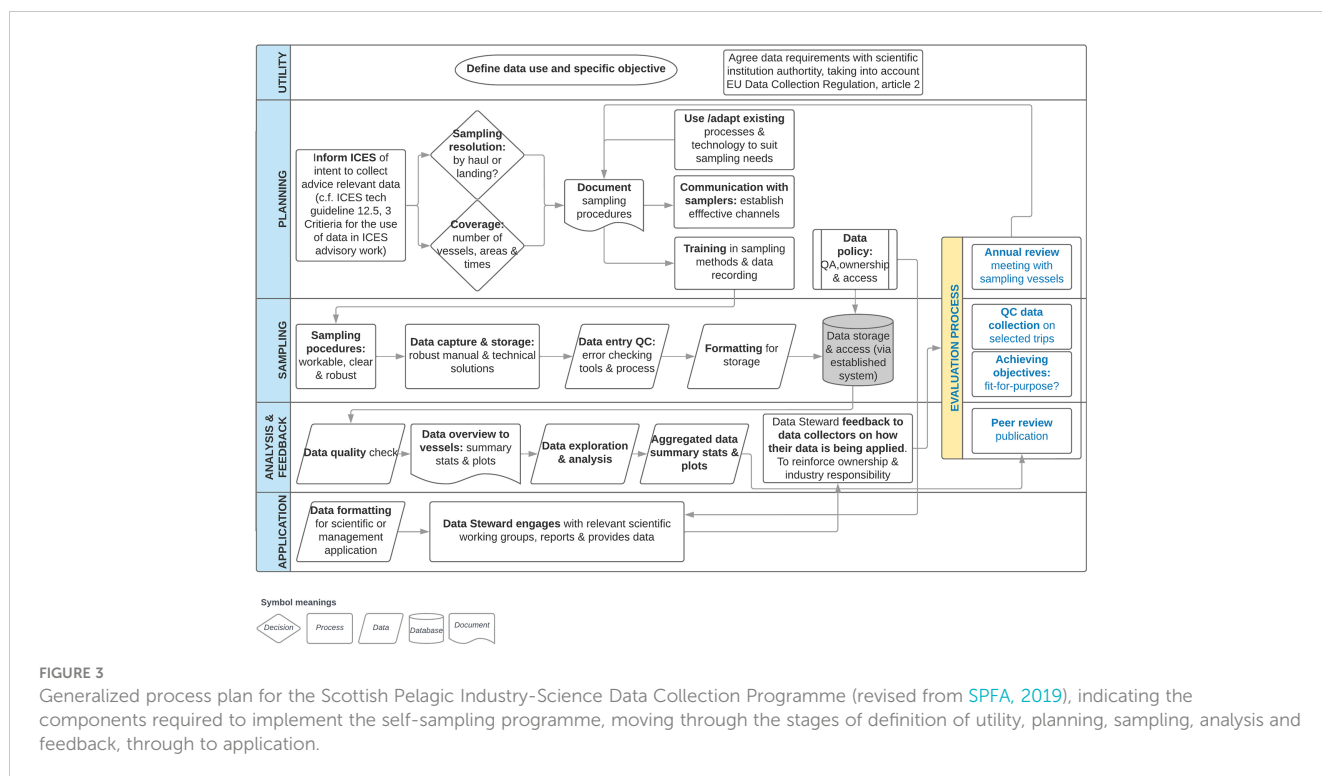 UTILITY
Define data use and specific objective
Agree data requirements with scientific
institution authortity, taking into account
EU Data Collection Regulation, article 2
PLANNING
Inform ICES of
intent to collect
advice relevant data
(c.f. ICES tech
guideline 12.5, 3
Critieria for the use
of data in ICES
advisory work)
Sampling
resolution:
by haul or
landing?
Coverage:
number of
vessels, areas &
times
Document
sampling
procedures
Use /adapt existing
processes &
technology to suit
sampling needs
Communication with
samplers: establish
efffective channels
Training in sampling
methods & data
recording
Data
policy:
QA,ownership
& access
SAMPLING
Sampling
pocedures:
workable, clear
& robust
Data capture & storage:
robust manual & technical
solutions
Data entry QC:
error checking
tools & process
Formatting for
storage
Data storage
& access (via
established
system)
EVALUATION PROCESS
Annual review
meeting with
sampling vessels
QC data
collection on
selected trips
Achieving
objectives:
fit-for-purpose?
Peer review
publication
ANALYSIS &
FEEDBACK
Data quality check
Data overview to
vessels: summary
stats & plots
Data exploration
& analysis
Aggregated data
summary stats &
plots
Data Steward feedback to
data collectors on how
their data is being applied.
To reinforce ownership &
industry responsibility
APPLICATION
Data formatting
for scientific or
management
application
Data Steward engages with relevant scientific
working groups, reports & provides data
Symbol meanings
Decision
Process
Data
Database
Document
FIGURE 3
Generalized process plan for the Scottish Pelagic Industry-Science Data Collection Programme (revised from SPFA, 2019), indicating the
components required to implement the self-sampling programme, moving through the stages of definition of utility, planning, sampling, analysis and
feedback, through to application.